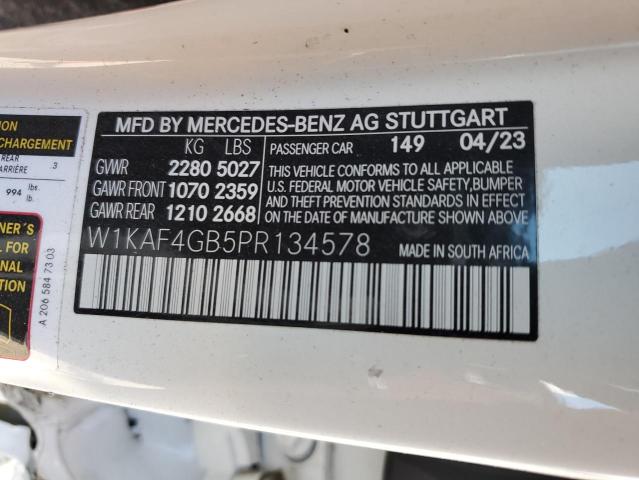 MFD BY MERCEDES-BENZ AG STUTTGART
KG LBS PASSENGER CAR 149 04/23
GVWR 2280 5027
GAWR FRONT 1070 2359
GAWR REAR 1210 2668
THIS VEHICLE CONFORMS TO ALL APPLICABLE
U.S. FEDERAL MOTOR VEHICLE SAFETY,BUMPER
AND THEFT PREVENTION STANDARDS IN EFFECT
ON THE DATE OF MANUFACTURE SHOWN ABOVE.
W1KAF4GB5PR134578 MADE IN SOUTH AFRICA
CHARGEMENT
REAR 3
ARRIÈRE
994 lbs.
lb.
NER´S
L FOR
ONAL
TION
A 206 584 73 03